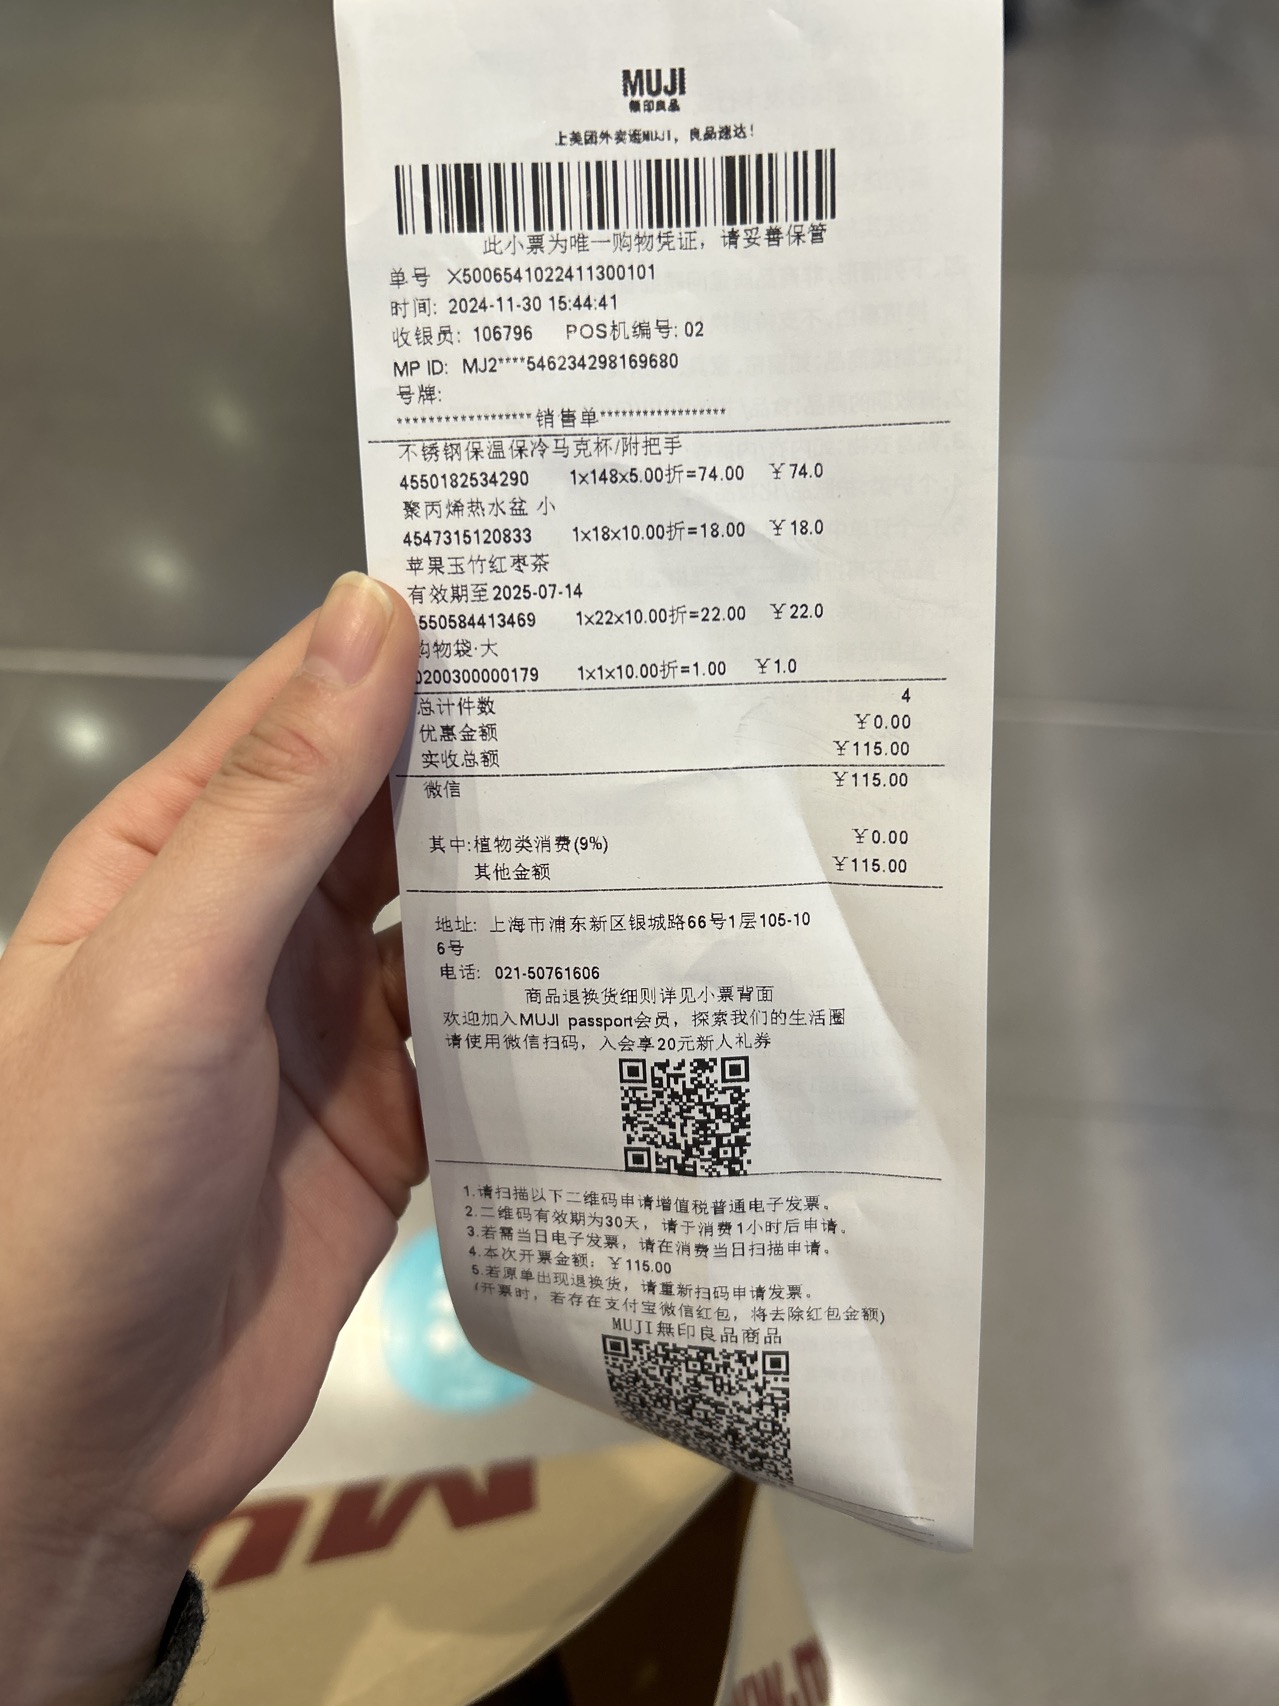 MUJI
無印良品
上美团外卖逛MUJI，良品速达！
此小票为唯一购物凭证，请妥善保管
单号 X5006541022411300101
时间: 2024-11-30 15:44:41
收银员: 106796 POS机编号: 02
MP ID: MJ2****546234298169680
号牌:
*****************销售单*****************
不锈钢保温保冷马克杯/附把手
4550182534290 1x148x5.00折=74.00 ￥74.0
聚丙烯热水盆 小
4547315120833 1x18x10.00折=18.00 ￥18.0
苹果玉竹红枣茶
有效期至2025-07-14
550584413469 1x22x10.00折=22.00 ￥22.0
购物袋·大
0200300000179 1x1x10.00折=1.00 ￥1.0
总计件数 4
优惠金额 ￥0.00
实收总额 ￥115.00
微信 ￥115.00
其中:植物类消费(9%) ￥0.00
其他金额 ￥115.00
地址: 上海市浦东新区银城路66号1层105-10
6号
电话: 021-50761606
商品退换货细则详见小票背面
欢迎加入MUJI passport会员，探索我们的生活圈
请使用微信扫码，入会享20元新人礼券
1.请扫描以下二维码申请增值税普通电子发票。
2.二维码有效期为30天，请于消费1小时后申请。
3.若需当日电子发票，请在消费当日扫描申请。
4.本次开票金额: ￥115.00
5.若原单出现退换货，请重新扫码申请发票。
(开票时，若存在支付宝微信红包，将去除红包金额)
MUJI無印良品商品
MUJ